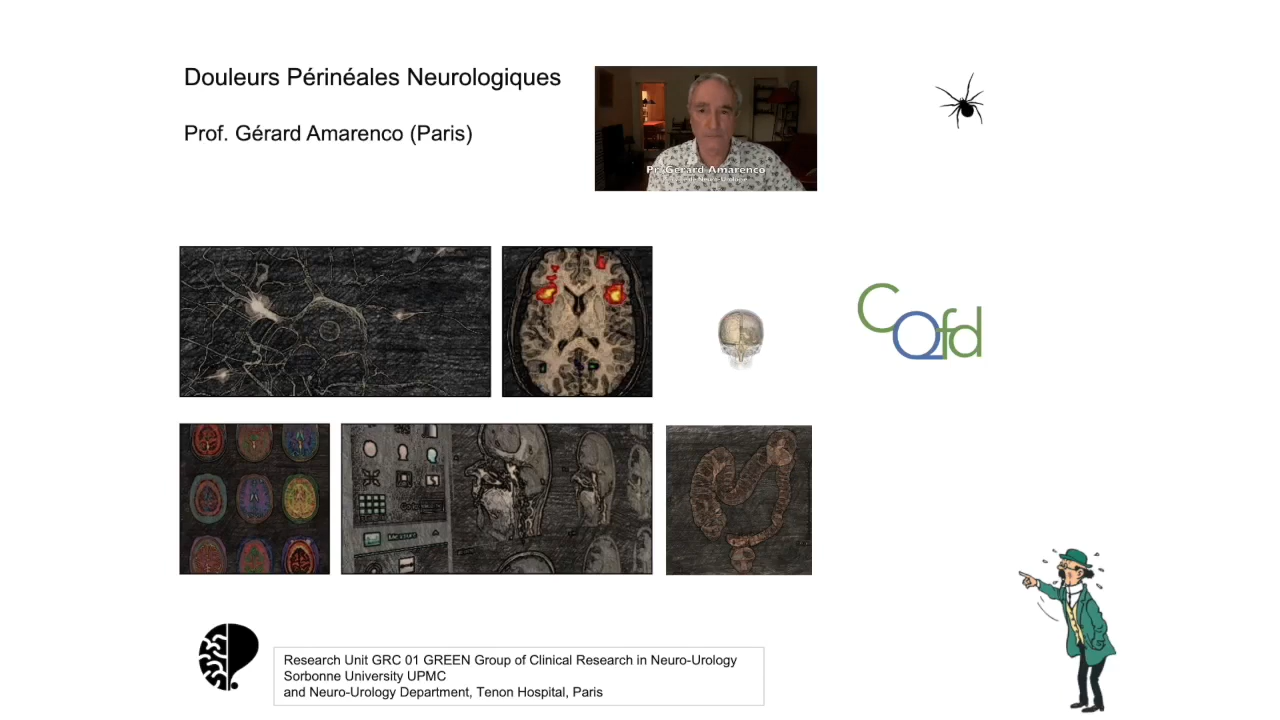 Douleurs Périnéales Neurologiques
Prof. Gérard Amarenco (Paris)
Pr Gérard Amarenco
CQfd
Research Unit GRC 01 GREEN Group of Clinical Research in Neuro-Urology
Sorbonne University UPMC
and Neuro-Urology Department, Tenon Hospital, Paris